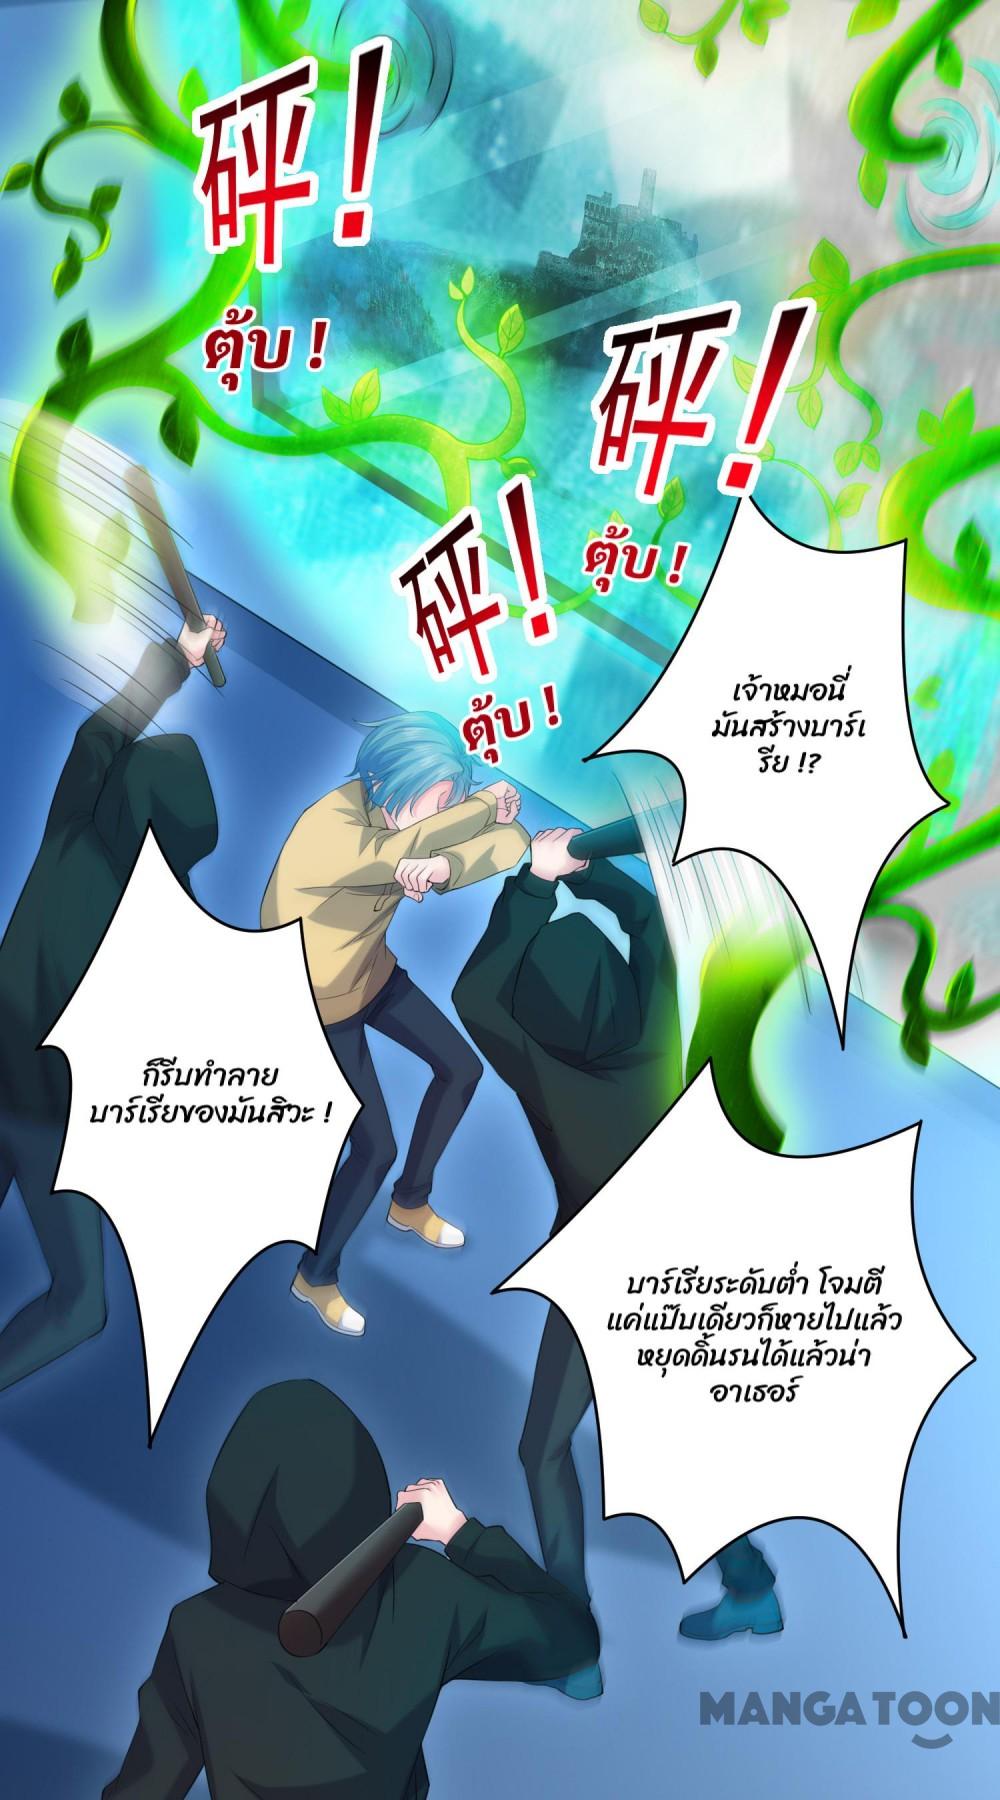 砰！
ตุ้บ !
砰！
ตุ้บ !
砰！
ตุ้บ !
เจ้าหมอนี่
มันสร้างบาร์เ
รีย !?
ก็รีบทำลาย
บาร์เรียของมันสิวะ !
บาร์เรียระดับต่ำ โจมตี
แค่แป๊บเดียวก็หายไปแล้ว
หยุดดิ้นรนได้แล้วน่า
อาเธอร์
MANGATOON